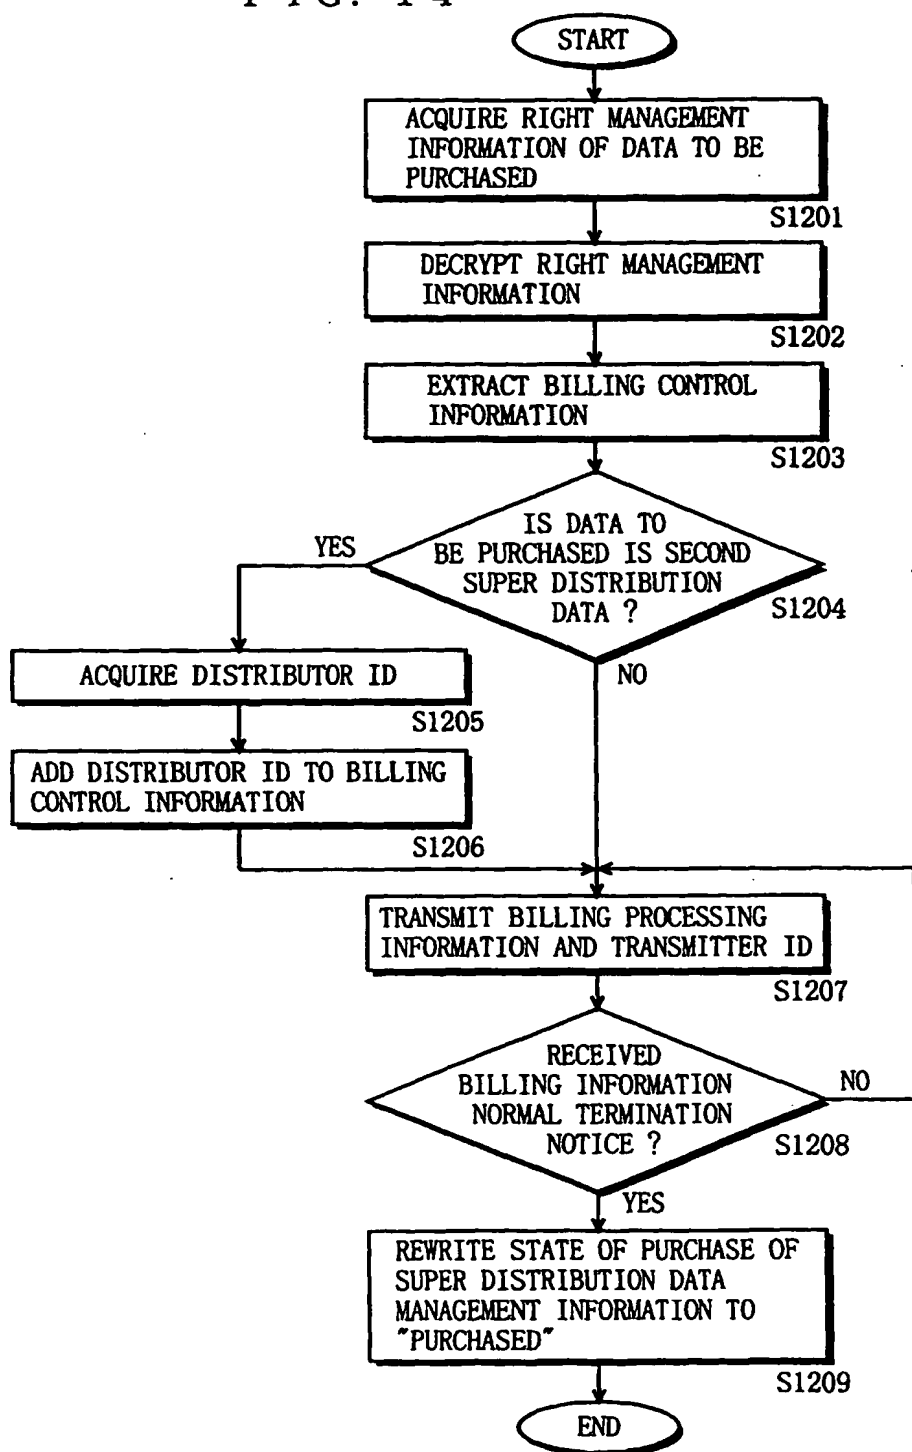 FIG. 14
START
ACQUIRE RIGHT MANAGEMENT
INFORMATION OF DATA TO BE
PURCHASED
S1201
DECRYPT RIGHT MANAGEMENT
INFORMATION
S1202
EXTRACT BILLING CONTROL
INFORMATION
S1203
IS DATA TO
BE PURCHASED IS SECOND
SUPER DISTRIBUTION
DATA ?
S1204
YES
NO
ACQUIRE DISTRIBUTOR ID
S1205
ADD DISTRIBUTOR ID TO BILLING
CONTROL INFORMATION
S1206
TRANSMIT BILLING PROCESSING
INFORMATION AND TRANSMITTER ID
S1207
RECEIVED
BILLING INFORMATION
NORMAL TERMINATION
NOTICE ?
S1208
NO
YES
REWRITE STATE OF PURCHASE OF
SUPER DISTRIBUTION DATA
MANAGEMENT INFORMATION TO
"PURCHASED"
S1209
END